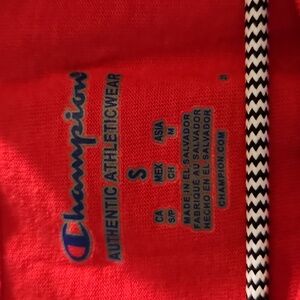 Champion
AUTHENTIC ATHLETICWEAR
S
CA MEX ASIA
S/P CH M
MADE IN EL SALVADOR
FABRIQUÉ AU SALVADOR
HECHO EN EL SALVADOR
CHAMPION.COM